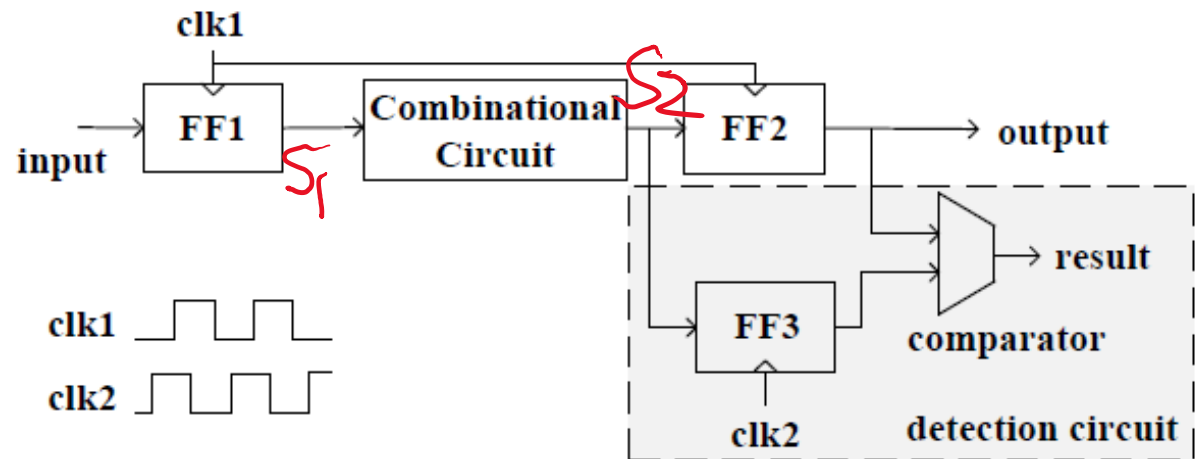 clk1
S2
FF1
Combinational
Circuit
FF2
input
S1
output
result
clk1
FF3
comparator
clk2
clk2
detection circuit